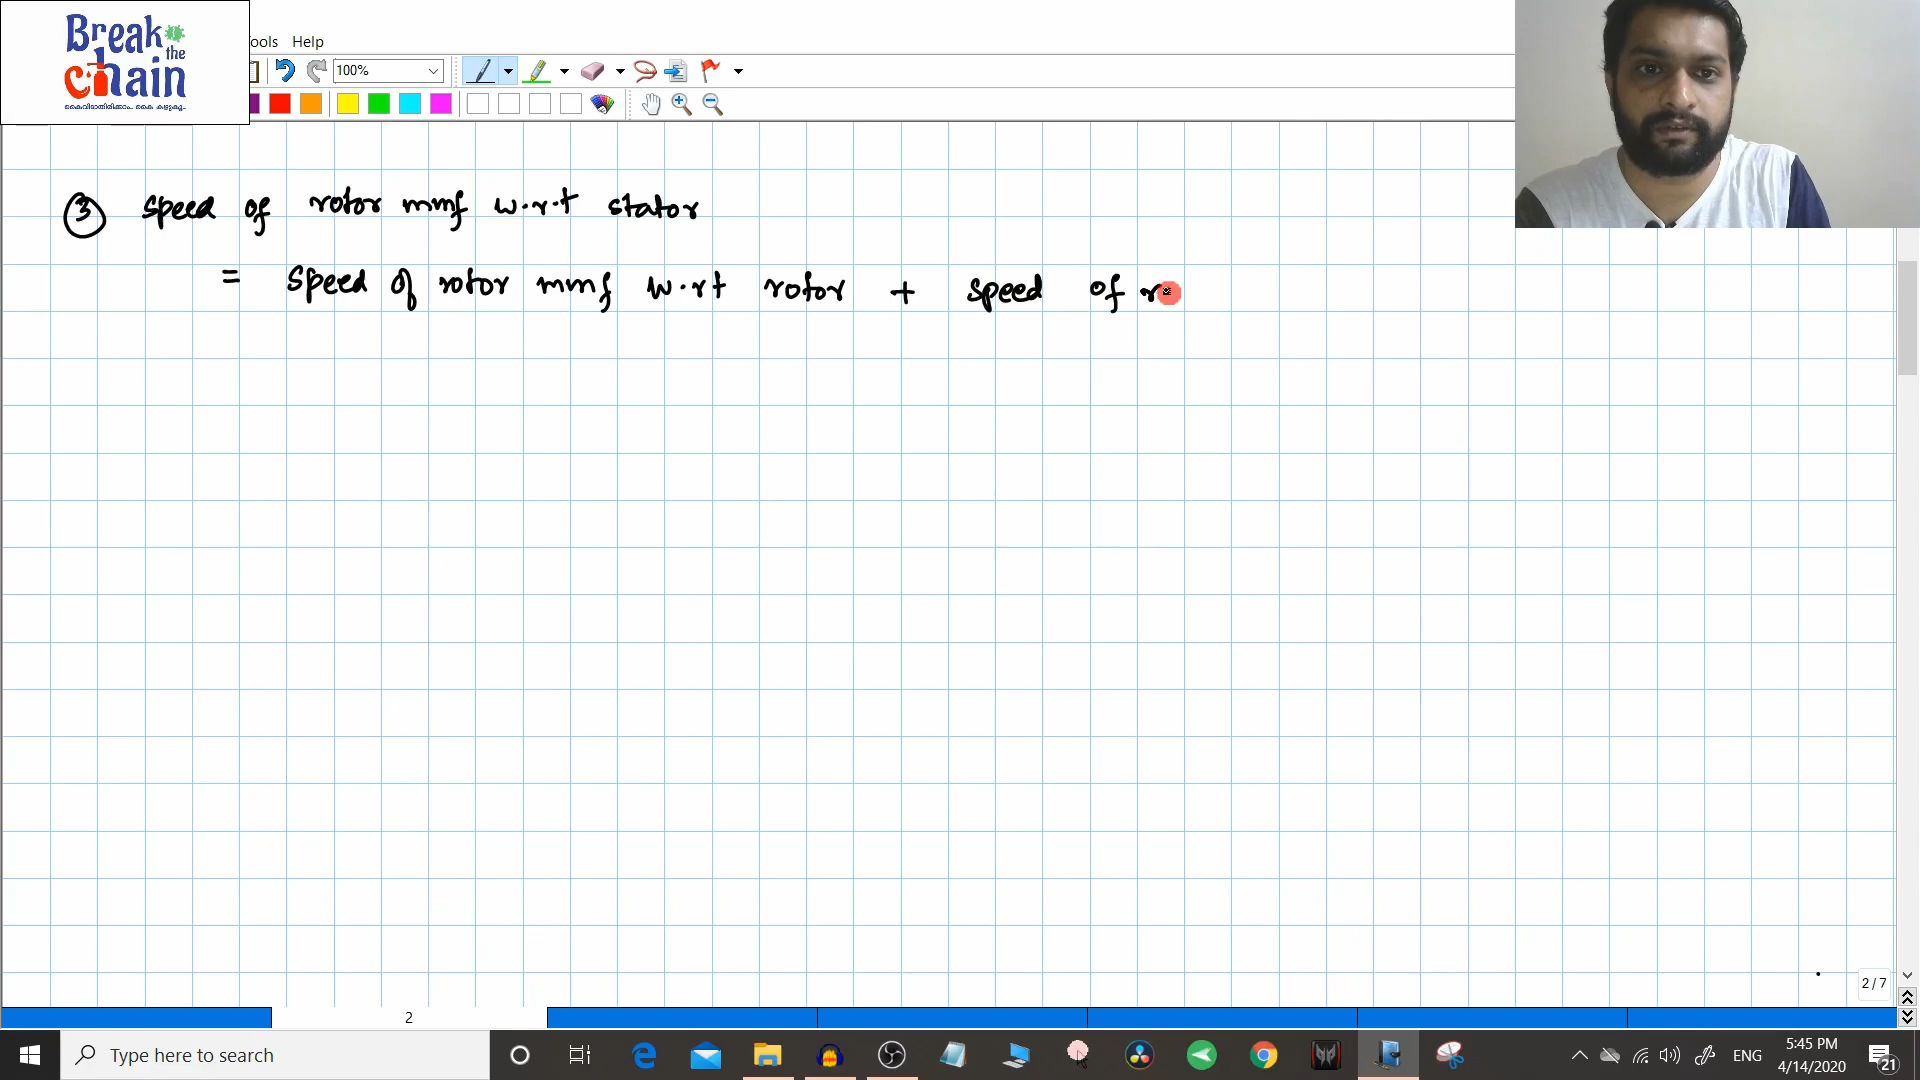 Break the Chain
കൈവിടാതിരിക്കാം.. കൈ കഴുകൂ..
ools Help
100%
③ Speed of rotor mmf w.r.t stator
= Speed of rotor mmf w.r.t rotor + speed of r
2 / 7
2
Type here to search
ENG
5:45 PM
4/14/2020
21